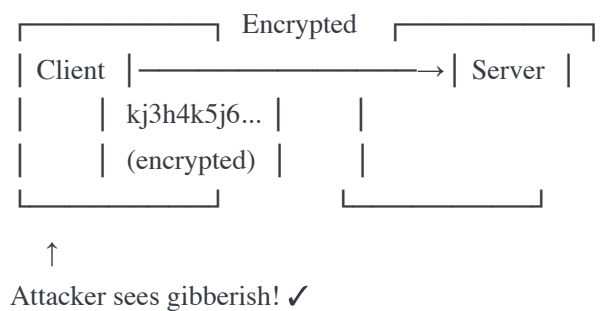 Encrypted
Client Server
kj3h4k5j6...
(encrypted)
Attacker sees gibberish! ✓